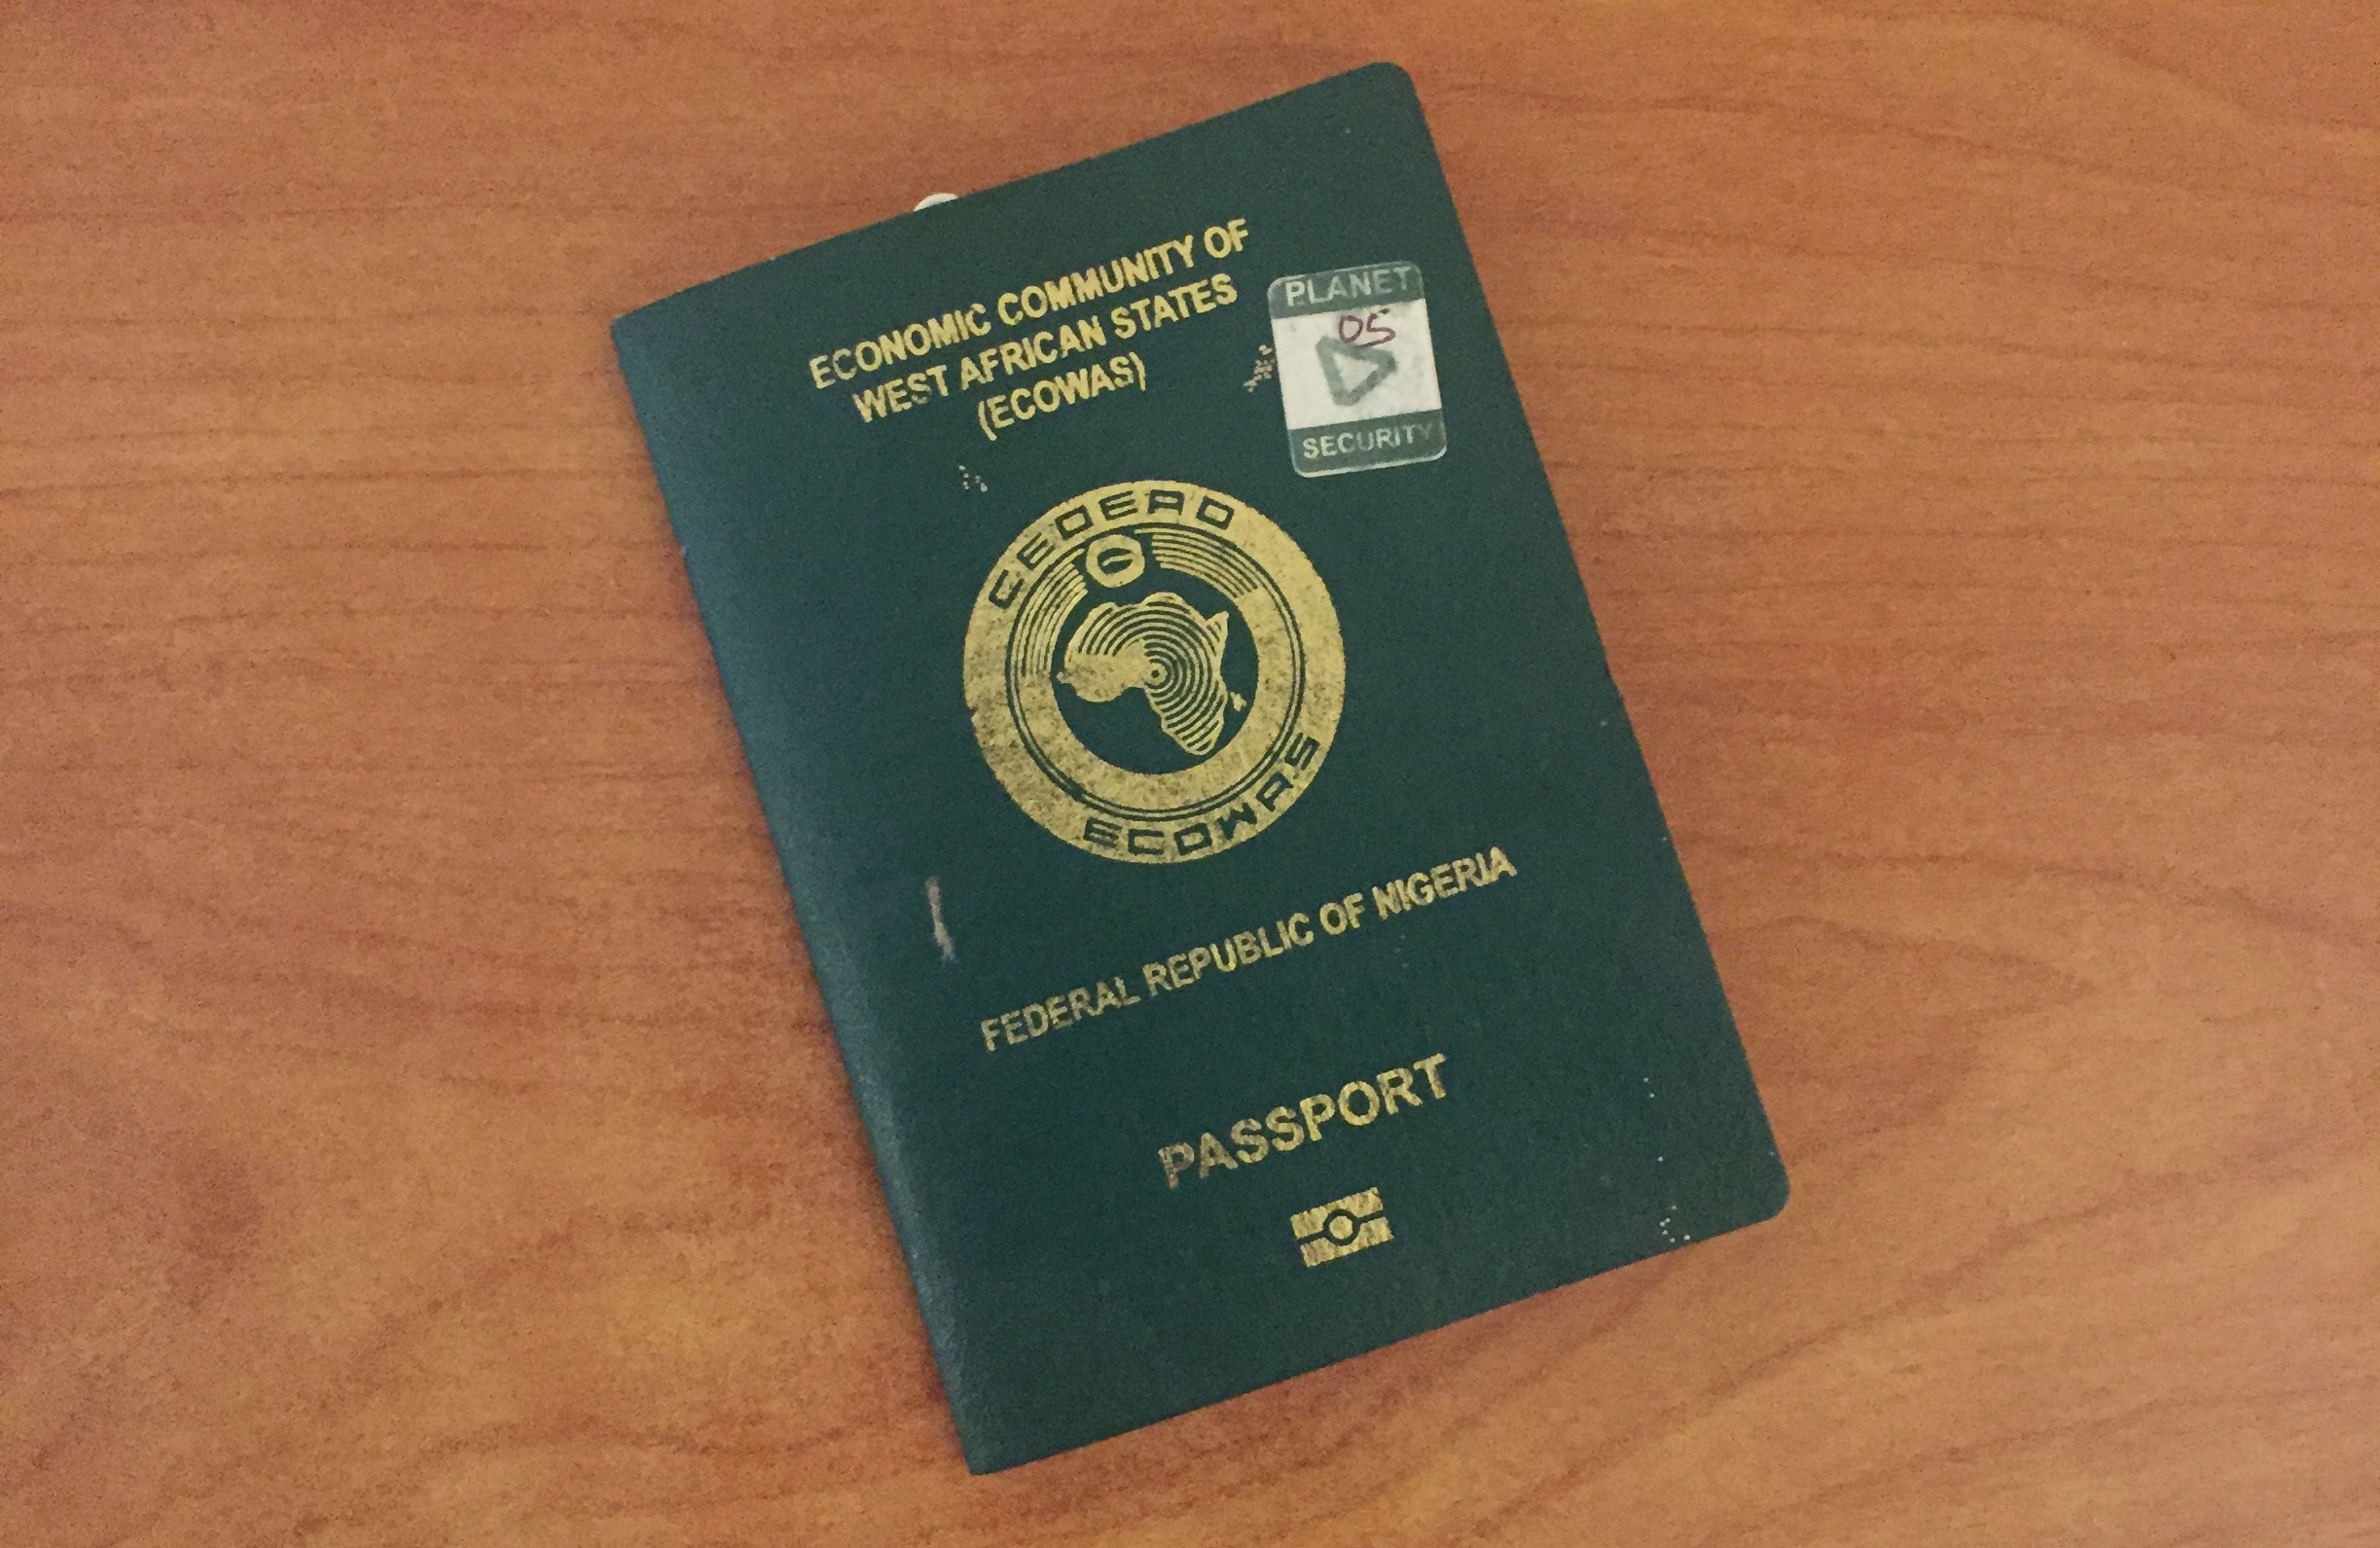 ECONOMIC COMMUNITY OF
WEST AFRICAN STATES
(ECOWAS)
PLANET
05
SECURITY
CEDEAO
ECOWAS
FEDERAL REPUBLIC OF NIGERIA
PASSPORT